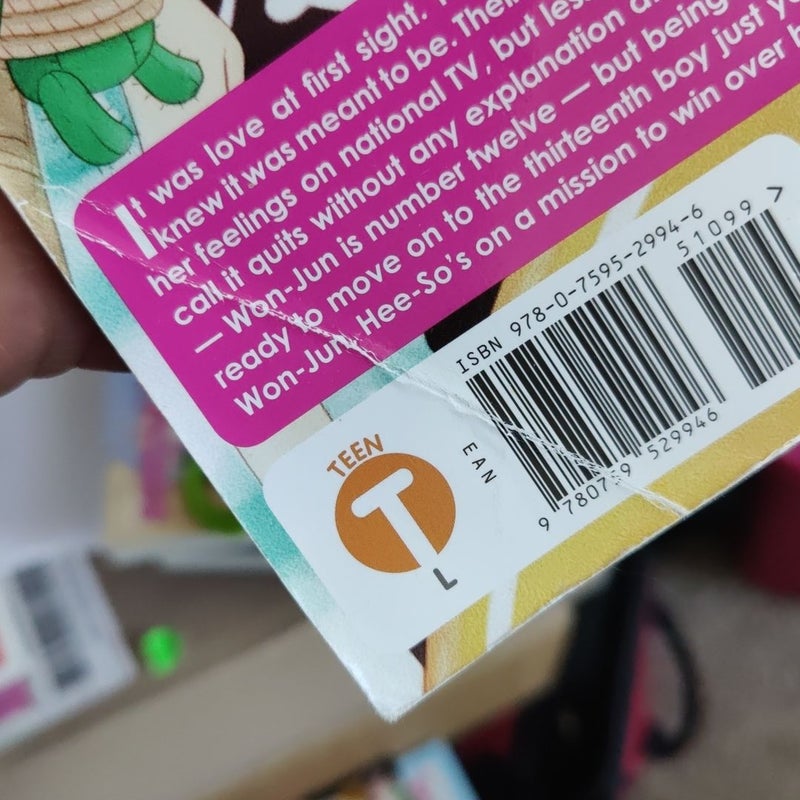 It was love at first sight.
knew it was meant to be. Their
her feelings on national TV, but less
call it quits without any explanation
— Won-Jun is number twelve — but being
ready to move on to the thirteenth boy just
Won-Jun, Hee-So's on a mission to win over
TEEN
T
L
ISBN 978-0-7595-2994-6
51099 >
EAN
9 780759 529946